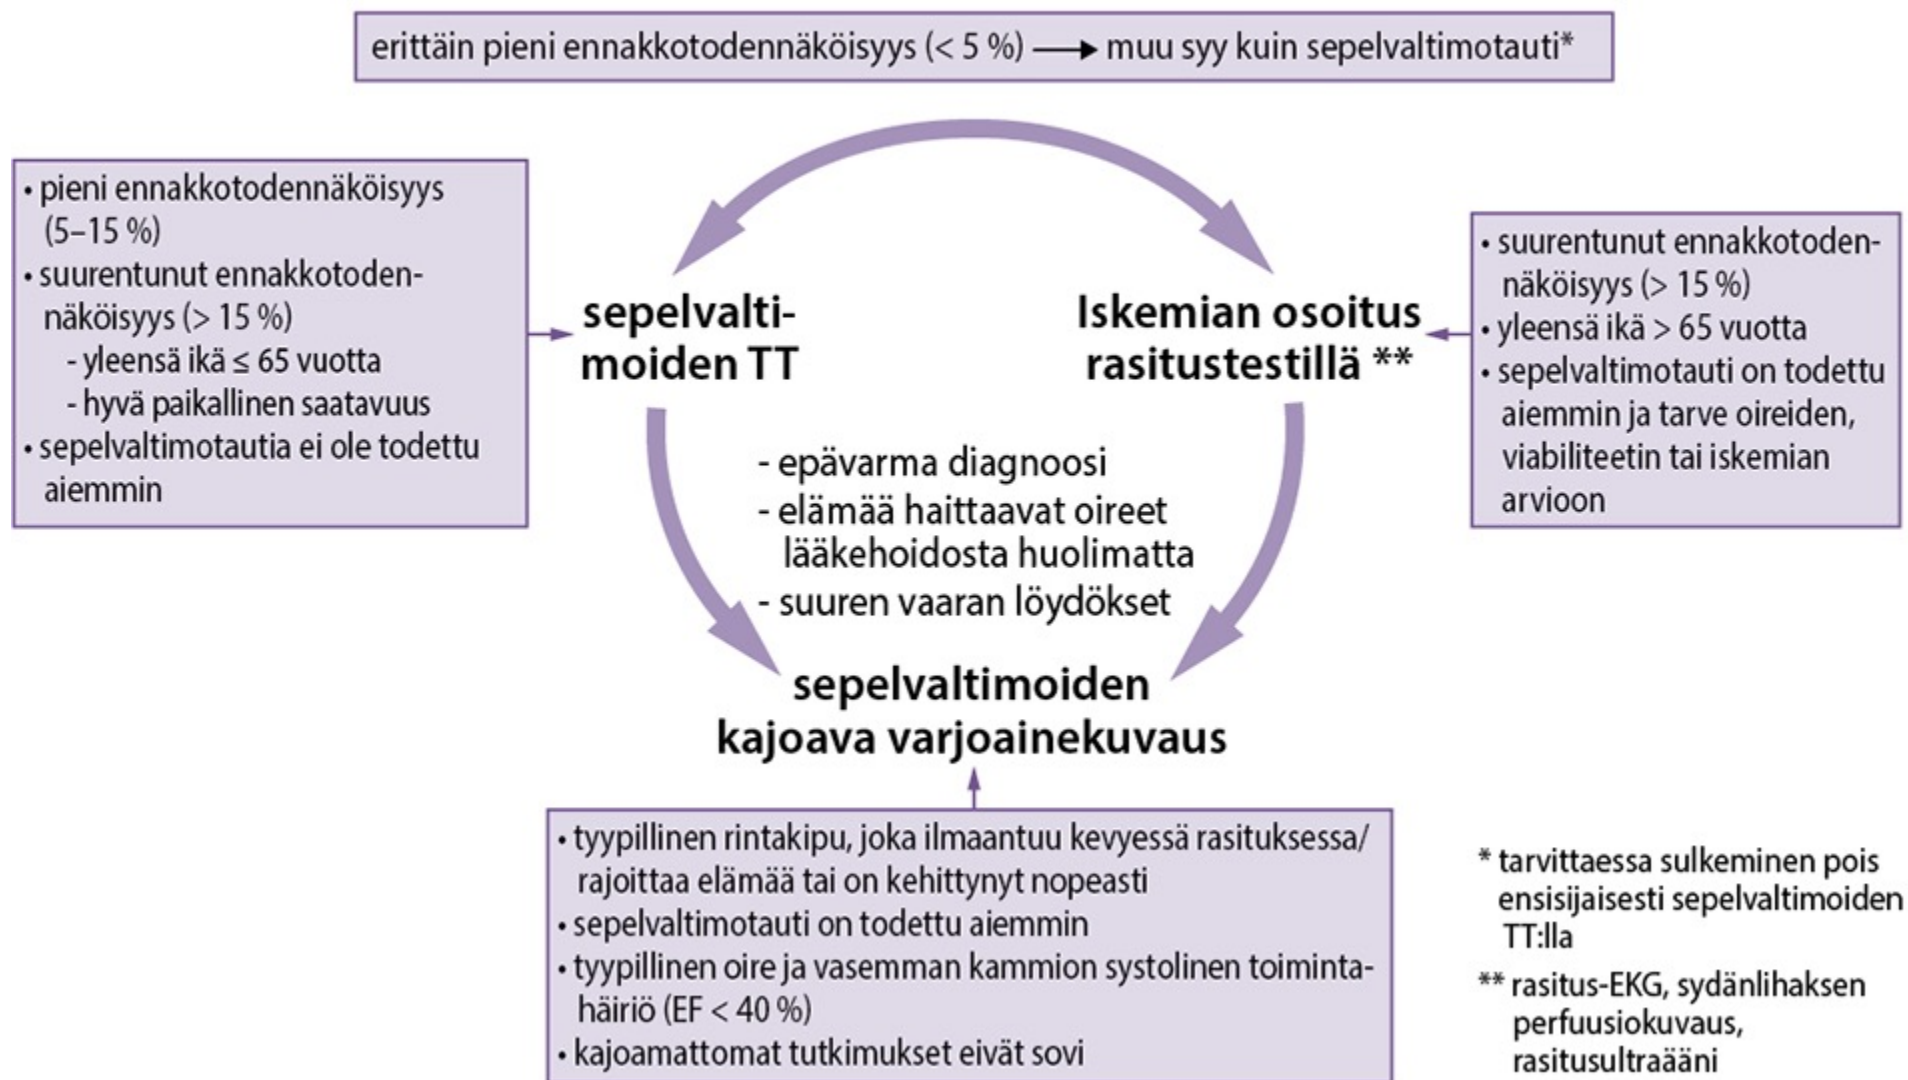 erittäin pieni ennakkotodennäköisyys (< 5 %) → muu syy kuin sepelvaltimotauti*
• pieni ennakkotodennäköisyys
(5–15 %)
• suurentunut ennakkotoden-
näköisyys (> 15 %)
- yleensä ikä ≤ 65 vuotta
- hyvä paikallinen saatavuus
• sepelvaltimotautia ei ole todettu
aiemmin
sepelvalti-
moiden TT
Iskemian osoitus
rasitustestillä **
• suurentunut ennakkotoden-
näköisyys (> 15 %)
• yleensä ikä > 65 vuotta
• sepelvaltimotauti on todettu
aiemmin ja tarve oireiden,
viabiliteetin tai iskemian
arvioon
- epävarma diagnoosi
- elämää haittaavat oireet
lääkehoidosta huolimatta
- suuren vaaran löydökset
sepelvaltimoiden
kajoava varjoainekuvaus
• tyypillinen rintakipu, joka ilmaantuu kevyessä rasituksessa/
rajoittaa elämää tai on kehittynyt nopeasti
• sepelvaltimotauti on todettu aiemmin
• tyypillinen oire ja vasemman kammion systolinen toiminta-
häiriö (EF < 40 %)
• kajoamattomat tutkimukset eivät sovi
* tarvittaessa sulkeminen pois
ensisijaisesti sepelvaltimoiden
TT:lla
** rasitus-EKG, sydänlihaksen
perfuusiokuvaus,
rasitusultraääni